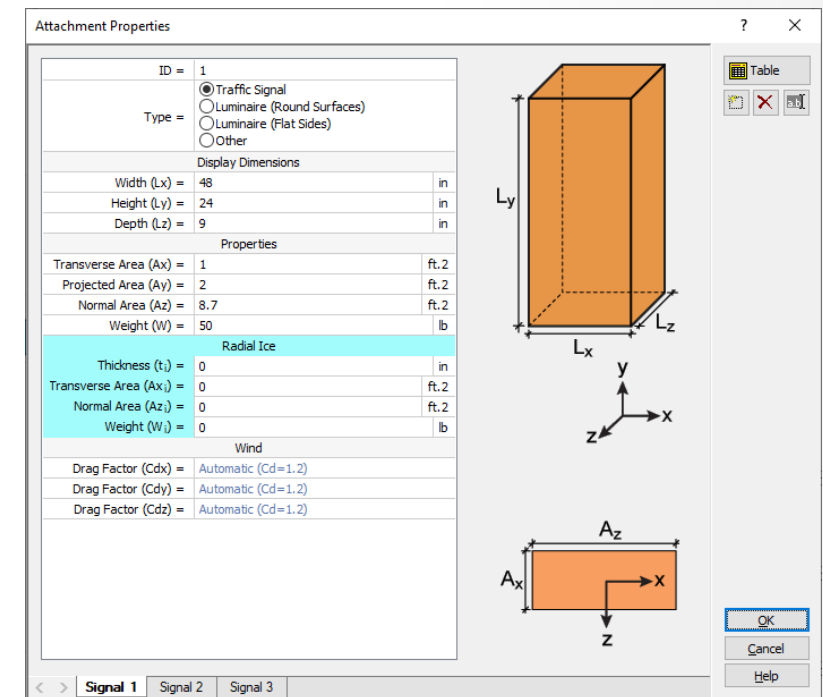 Attachment Properties ? ×
ID = 1
Type = Traffic Signal
Luminaire (Round Surfaces)
Luminaire (Flat Sides)
Other
Display Dimensions
Width (Lx) = 48 in
Height (Ly) = 24 in
Depth (Lz) = 9 in
Properties
Transverse Area (Ax) = 1 ft.2
Projected Area (Ay) = 2 ft.2
Normal Area (Az) = 8.7 ft.2
Weight (W) = 50 lb
Radial Ice
Thickness (ti) = 0 in
Transverse Area (Axi) = 0 ft.2
Normal Area (Azi) = 0 ft.2
Weight (Wi) = 0 lb
Wind
Drag Factor (Cdx) = Automatic (Cd=1.2)
Drag Factor (Cdy) = Automatic (Cd=1.2)
Drag Factor (Cdz) = Automatic (Cd=1.2)
Ly
Lz
Lx
y
x
z
Az
Ax
x
z
Table
ab
OK
Cancel
Help
< > Signal 1 Signal 2 Signal 3